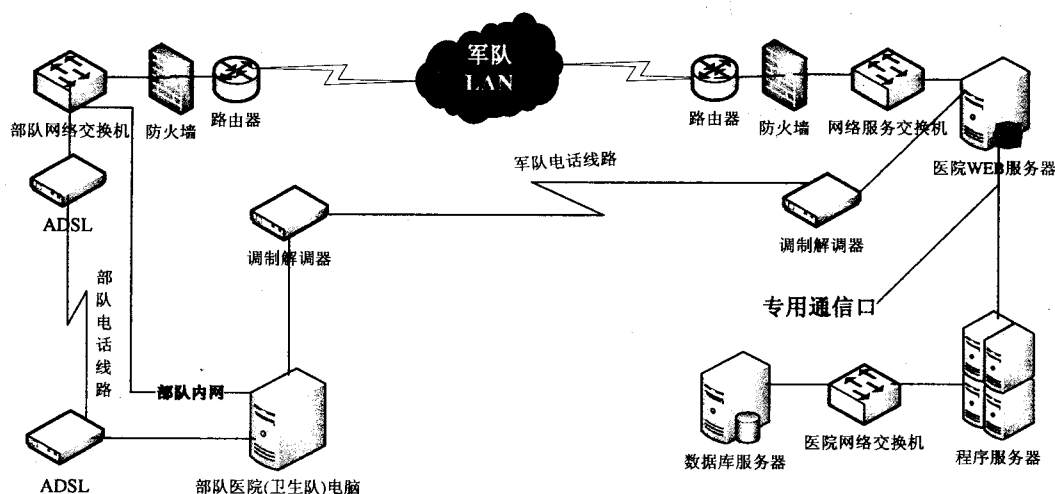 军队
LAN
部队网络交换机
防火墙
路由器
路由器
防火墙
网络服务交换机
医院WEB服务器
军队电话线路
ADSL
调制解调器
调制解调器
部队电话线路
专用通信口
部队内网
ADSL
部队医院(卫生队)电脑
数据库服务器
医院网络交换机
程序服务器